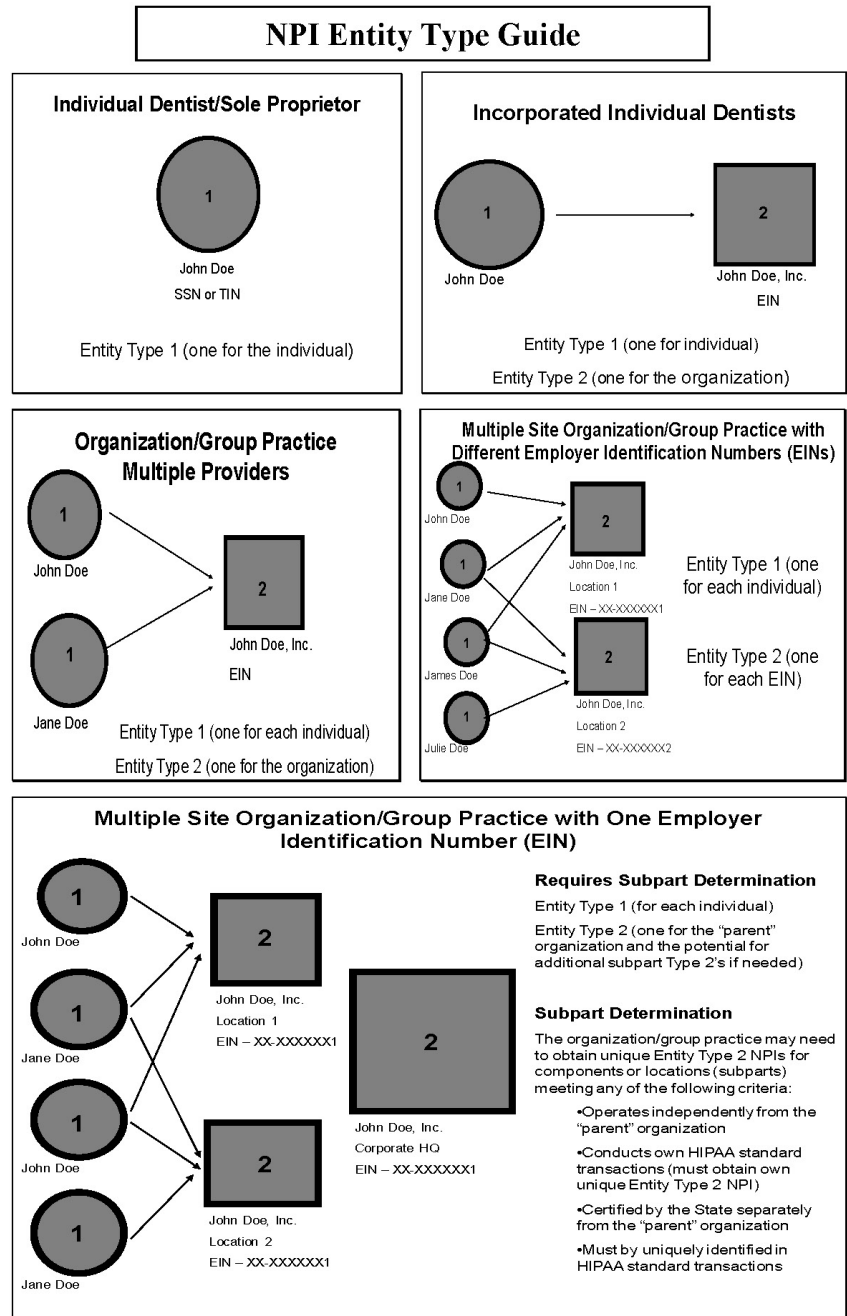 NPI Entity Type Guide
Individual Dentist/Sole Proprietor
1
John Doe
SSN or TIN
Entity Type 1 (one for the individual)
Incorporated Individual Dentists
1
2
John Doe
John Doe, Inc.
EIN
Entity Type 1 (one for individual)
Entity Type 2 (one for the organization)
Organization/Group Practice
Multiple Providers
1
John Doe
2
John Doe, Inc.
EIN
1
Jane Doe
Entity Type 1 (one for each individual)
Entity Type 2 (one for the organization)
Multiple Site Organization/Group Practice with
Different Employer Identification Numbers (EINs)
1
John Doe
1
Jane Doe
1
James Doe
1
Julie Doe
2
John Doe, Inc.
Location 1
EIN – XX-XXXXXX1
2
John Doe, Inc.
Location 2
EIN – XX-XXXXXX2
Entity Type 1 (one
for each individual)
Entity Type 2 (one
for each EIN)
Multiple Site Organization/Group Practice with One Employer
Identification Number (EIN)
1
John Doe
1
Jane Doe
1
John Doe
1
Jane Doe
2
John Doe, Inc.
Location 1
EIN – XX-XXXXXX1
2
John Doe, Inc.
Location 2
EIN – XX-XXXXXX1
2
John Doe, Inc.
Corporate HQ
EIN – XX-XXXXXX1
Requires Subpart Determination
Entity Type 1 (for each individual)
Entity Type 2 (one for the “parent”
organization and the potential for
additional subpart Type 2’s if needed)
Subpart Determination
The organization/group practice may need
to obtain unique Entity Type 2 NPIs for
components or locations (subparts)
meeting any of the following criteria:
•Operates independently from the
“parent” organization
•Conducts own HIPAA standard
transactions (must obtain own
unique Entity Type 2 NPI)
•Certified by the State separately
from the “parent” organization
•Must by uniquely identified in
HIPAA standard transactions